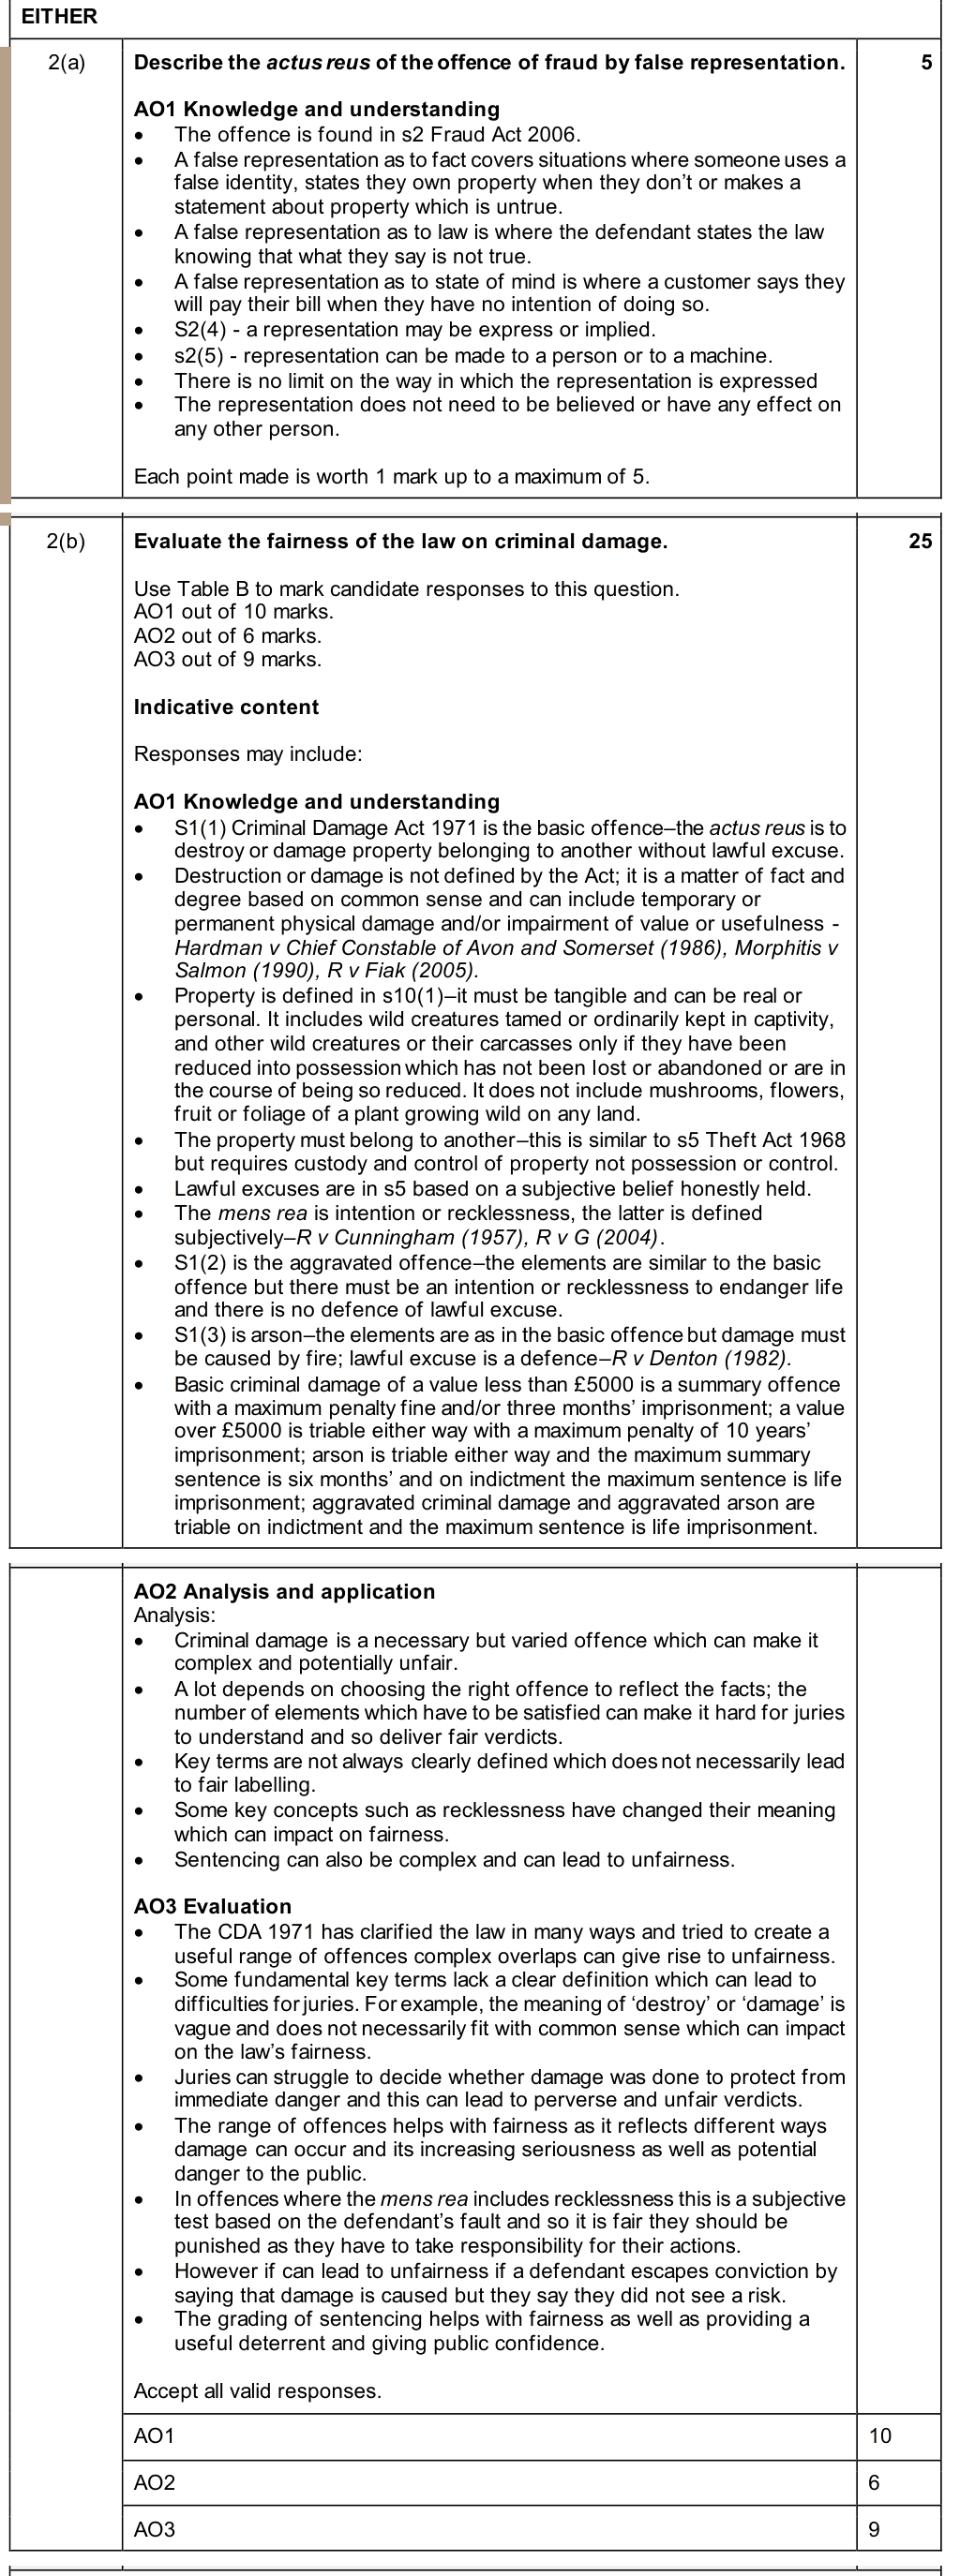 EITHER
2(a) Describe the actus reus of the offence of fraud by false representation. 5
AO1 Knowledge and understanding
• The offence is found in s2 Fraud Act 2006.
• A false representation as to fact covers situations where someone uses a
false identity, states they own property when they don't or makes a
statement about property which is untrue.
• A false representation as to law is where the defendant states the law
knowing that what they say is not true.
• A false representation as to state of mind is where a customer says they
will pay their bill when they have no intention of doing so.
• S2(4) - a representation may be express or implied.
• s2(5) - representation can be made to a person or to a machine.
• There is no limit on the way in which the representation is expressed
• The representation does not need to be believed or have any effect on
any other person.
Each point made is worth 1 mark up to a maximum of 5.
2(b) Evaluate the fairness of the law on criminal damage. 25
Use Table B to mark candidate responses to this question.
AO1 out of 10 marks.
AO2 out of 6 marks.
AO3 out of 9 marks.
Indicative content
Responses may include:
AO1 Knowledge and understanding
• S1(1) Criminal Damage Act 1971 is the basic offence–the actus reus is to
destroy or damage property belonging to another without lawful excuse.
• Destruction or damage is not defined by the Act; it is a matter of fact and
degree based on common sense and can include temporary or
permanent physical damage and/or impairment of value or usefulness -
Hardman v Chief Constable of Avon and Somerset (1986), Morphitis v
Salmon (1990), R v Fiak (2005).
• Property is defined in s10(1)–it must be tangible and can be real or
personal. It includes wild creatures tamed or ordinarily kept in captivity,
and other wild creatures or their carcasses only if they have been
reduced into possession which has not been lost or abandoned or are in
the course of being so reduced. It does not include mushrooms, flowers,
fruit or foliage of a plant growing wild on any land.
• The property must belong to another–this is similar to s5 Theft Act 1968
but requires custody and control of property not possession or control.
• Lawful excuses are in s5 based on a subjective belief honestly held.
• The mens rea is intention or recklessness, the latter is defined
subjectively–R v Cunningham (1957), R v G (2004).
• S1(2) is the aggravated offence–the elements are similar to the basic
offence but there must be an intention or recklessness to endanger life
and there is no defence of lawful excuse.
• S1(3) is arson–the elements are as in the basic offence but damage must
be caused by fire; lawful excuse is a defence–R v Denton (1982).
• Basic criminal damage of a value less than £5000 is a summary offence
with a maximum penalty fine and/or three months' imprisonment; a value
over £5000 is triable either way with a maximum penalty of 10 years'
imprisonment; arson is triable either way and the maximum summary
sentence is six months' and on indictment the maximum sentence is life
imprisonment; aggravated criminal damage and aggravated arson are
triable on indictment and the maximum sentence is life imprisonment.
AO2 Analysis and application
Analysis:
• Criminal damage is a necessary but varied offence which can make it
complex and potentially unfair.
• A lot depends on choosing the right offence to reflect the facts; the
number of elements which have to be satisfied can make it hard for juries
to understand and so deliver fair verdicts.
• Key terms are not always clearly defined which does not necessarily lead
to fair labelling.
• Some key concepts such as recklessness have changed their meaning
which can impact on fairness.
• Sentencing can also be complex and can lead to unfairness.
AO3 Evaluation
• The CDA 1971 has clarified the law in many ways and tried to create a
useful range of offences complex overlaps can give rise to unfairness.
• Some fundamental key terms lack a clear definition which can lead to
difficulties for juries. For example, the meaning of 'destroy' or 'damage' is
vague and does not necessarily fit with common sense which can impact
on the law's fairness.
• Juries can struggle to decide whether damage was done to protect from
immediate danger and this can lead to perverse and unfair verdicts.
• The range of offences helps with fairness as it reflects different ways
damage can occur and its increasing seriousness as well as potential
danger to the public.
• In offences where the mens rea includes recklessness this is a subjective
test based on the defendant's fault and so it is fair they should be
punished as they have to take responsibility for their actions.
• However if can lead to unfairness if a defendant escapes conviction by
saying that damage is caused but they say they did not see a risk.
• The grading of sentencing helps with fairness as well as providing a
useful deterrent and giving public confidence.
Accept all valid responses.
AO1 10
AO2 6
AO3 9